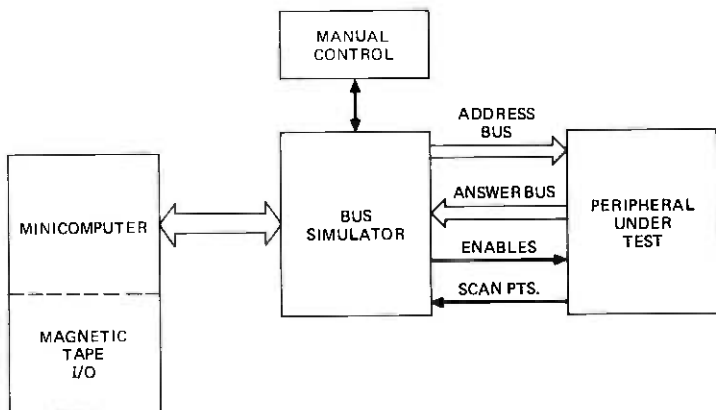 MANUAL
CONTROL
ADDRESS
BUS
MINICOMPUTER
BUS
SIMULATOR
ANSWER BUS
PERIPHERAL
UNDER
TEST
ENABLES
SCAN PTS.
MAGNETIC
TAPE
I/O